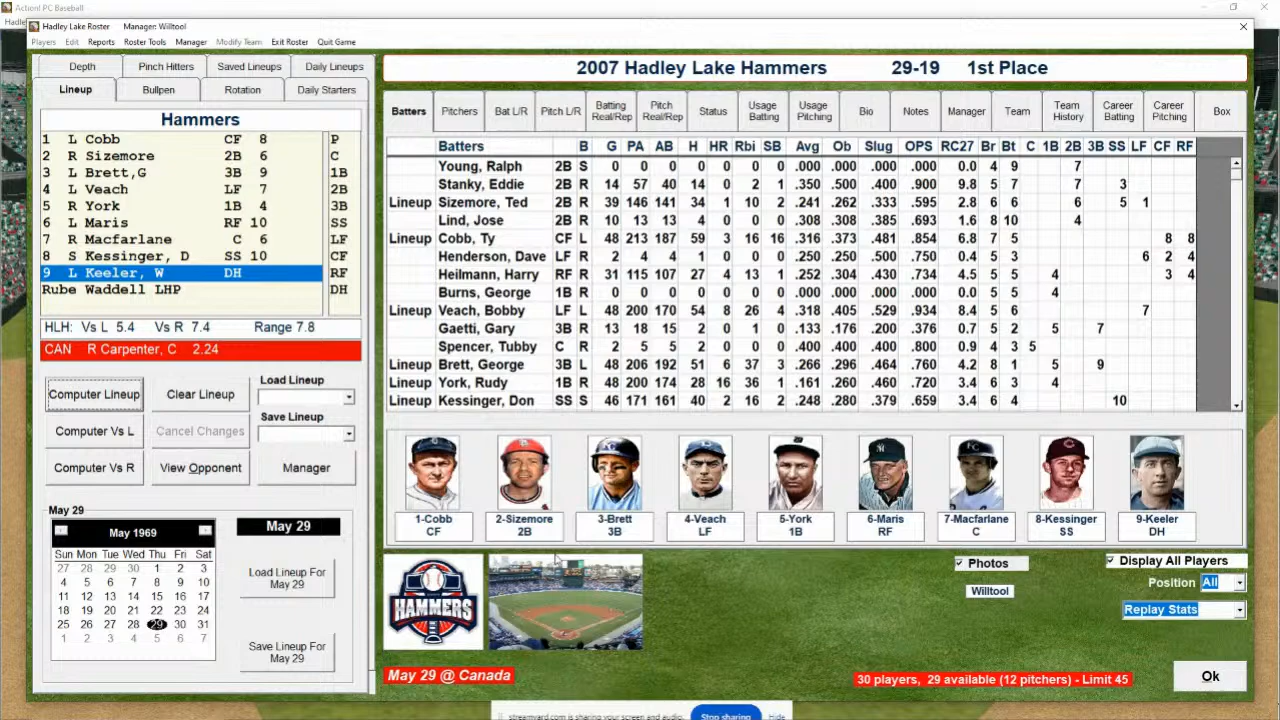 Action! PC Baseball
Hadley Lake Roster Manager: Willtool
Players Edit Reports Roster Tools Manager Modify Team Exit Roster Quit Game
Depth Pinch Hitters Saved Lineups Daily Lineups
Lineup Bullpen Rotation Daily Starters
Hammers
1 L Cobb CF 8 P
2 R Sizemore 2B 6 C
3 L Brett,G 3B 9 1B
4 L Veach LF 7 2B
5 R York 1B 4 3B
6 L Maris RF 10 SS
7 R Macfarlane C 6 LF
8 S Kessinger, D SS 10 CF
9 L Keeler, W DH RF
Rube Waddell LHP DH
HLH: Vs L 5.4 Vs R 7.4 Range 7.8
CAN R Carpenter, C 2.24
Computer Lineup Clear Lineup Load Lineup
Computer Vs L Cancel Changes Save Lineup
Computer Vs R View Opponent Manager
May 29
May 1969
Sun Mon Tue Wed Thu Fri Sat
27 28 29 30 1 2 3
4 5 6 7 8 9 10
11 12 13 14 15 16 17
18 19 20 21 22 23 24
25 26 27 28 29 30 31
1 2 3 4 5 6 7
May 29
Load Lineup For
May 29
Save Lineup For
May 29
2007 Hadley Lake Hammers 29-19 1st Place
Batters Pitchers Bat L/R Pitch L/R Batting Real/Rep Pitch Real/Rep Status Usage Batting Usage Pitching Bio Notes Manager Team Team History Career Batting Career Pitching Box
Batters B G PA AB H HR Rbi SB Avg Ob Slug OPS RC27 Br Bt C 1B 2B 3B SS LF CF RF
Young, Ralph 2B S 0 0 0 0 0 0 0 .000 .000 .000 .000 0.0 4 9 7
Stanky, Eddie 2B R 14 57 40 14 0 2 1 .350 .500 .400 .900 9.8 5 7 7 3
Lineup Sizemore, Ted 2B R 39 146 141 34 1 10 2 .241 .262 .333 .595 2.8 6 6 6 5 1
Lind, Jose 2B R 10 13 13 4 0 0 0 .308 .308 .385 .693 1.6 8 10 4
Lineup Cobb, Ty CF L 48 213 187 59 3 16 16 .316 .373 .481 .854 6.8 7 5 8 8
Henderson, Dave LF R 2 4 4 1 0 0 0 .250 .250 .500 .750 0.4 5 3 6 2 4
Heilmann, Harry RF R 31 115 107 27 4 13 1 .252 .304 .430 .734 4.5 5 5 4 3 4
Burns, George 1B R 0 0 0 0 0 0 0 .000 .000 .000 .000 0.0 5 5 4
Lineup Veach, Bobby LF L 48 200 170 54 8 26 4 .318 .405 .529 .934 8.4 5 6 7
Gaetti, Gary 3B R 13 18 15 2 0 1 0 .133 .176 .200 .376 0.7 5 2 5 7
Spencer, Tubby C R 2 5 5 2 0 0 0 .400 .400 .400 .800 0.9 4 3 5
Lineup Brett, George 3B L 48 206 192 51 6 37 3 .266 .296 .464 .760 4.2 8 1 5 9
Lineup York, Rudy 1B R 48 200 174 28 16 36 1 .161 .260 .460 .720 3.4 6 3 4
Lineup Kessinger, Don SS S 46 171 161 40 2 16 2 .248 .280 .379 .659 3.4 6 4 10
1-Cobb CF
2-Sizemore 2B
3-Brett 3B
4-Veach LF
5-York 1B
6-Maris RF
7-Macfarlane C
8-Kessinger SS
9-Keeler DH
HAMMERS
May 29 @ Canada
Photos
Willtool
Display All Players
Position All
Replay Stats
30 players, 29 available (12 pitchers) - Limit 45
Ok
streamyard.com is sharing your screen and audio. Stop sharing Hide